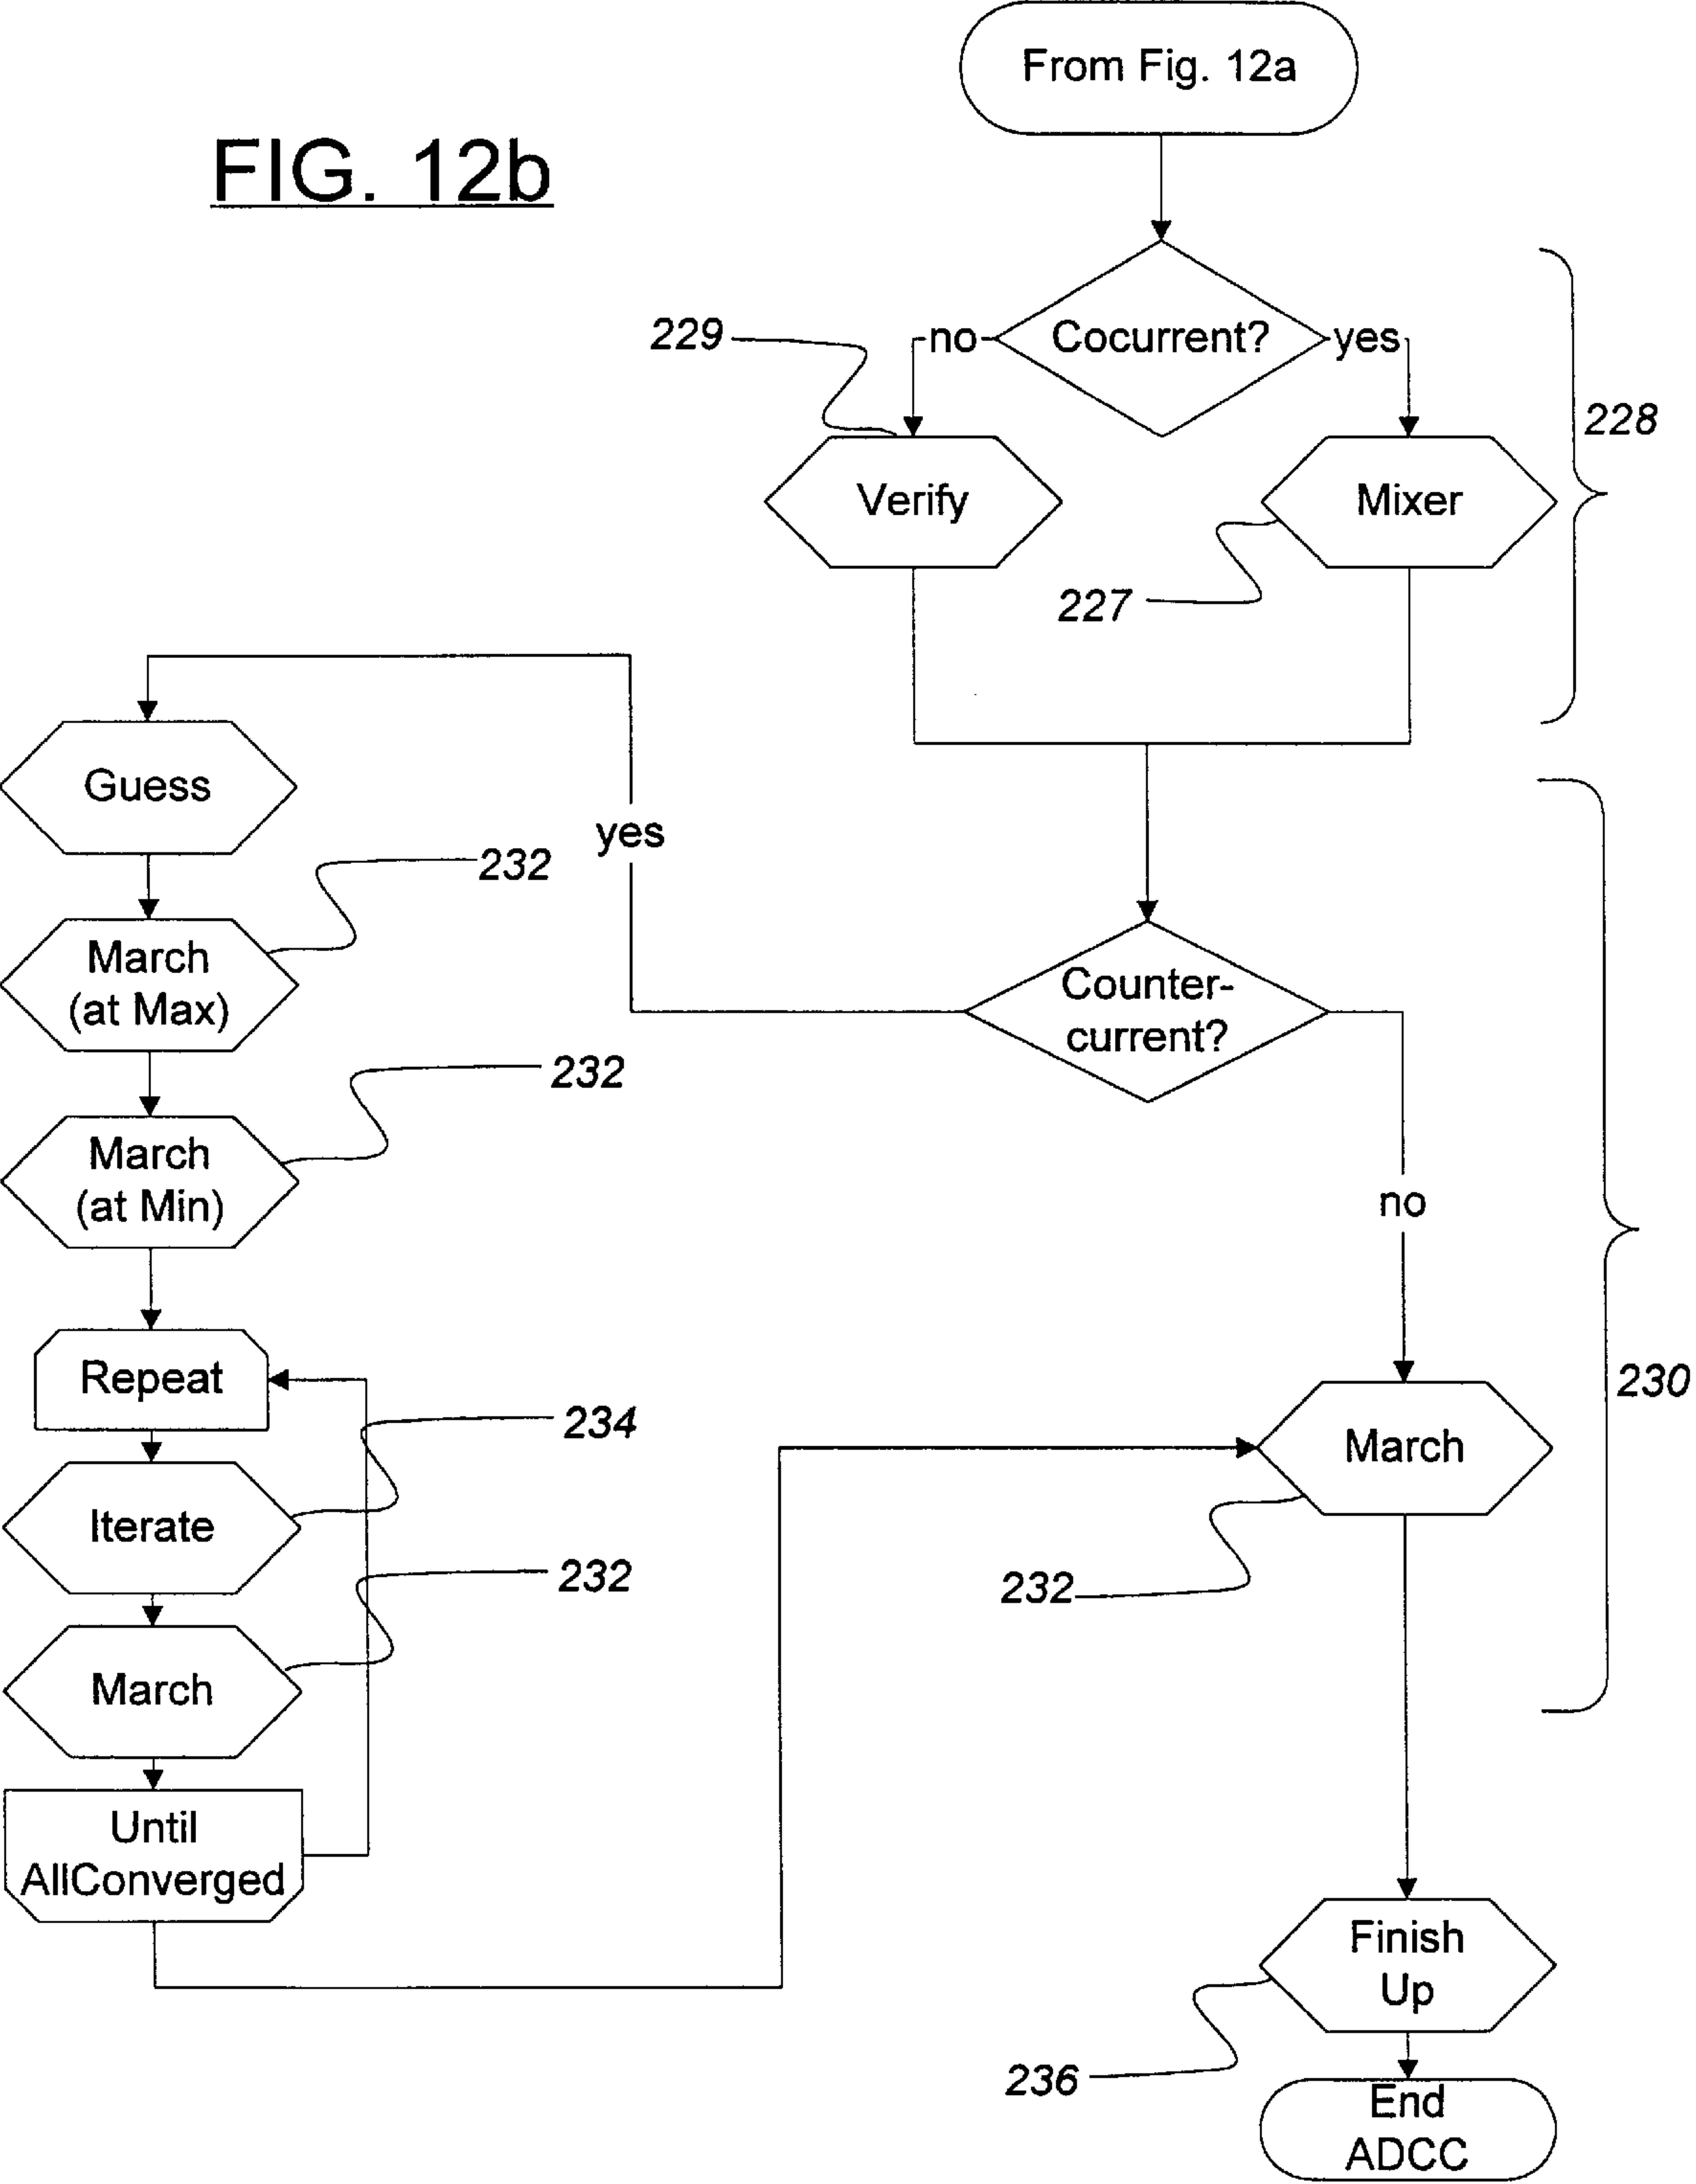 From Fig. 12a
FIG. 12b
Cocurrent?
no
yes
229
228
Verify
Mixer
227
Guess
yes
232
March
(at Max)
Counter-
current?
232
March
(at Min)
no
Repeat
230
234
March
Iterate
232
232
March
Until
AllConverged
Finish
Up
236
End
ADCC